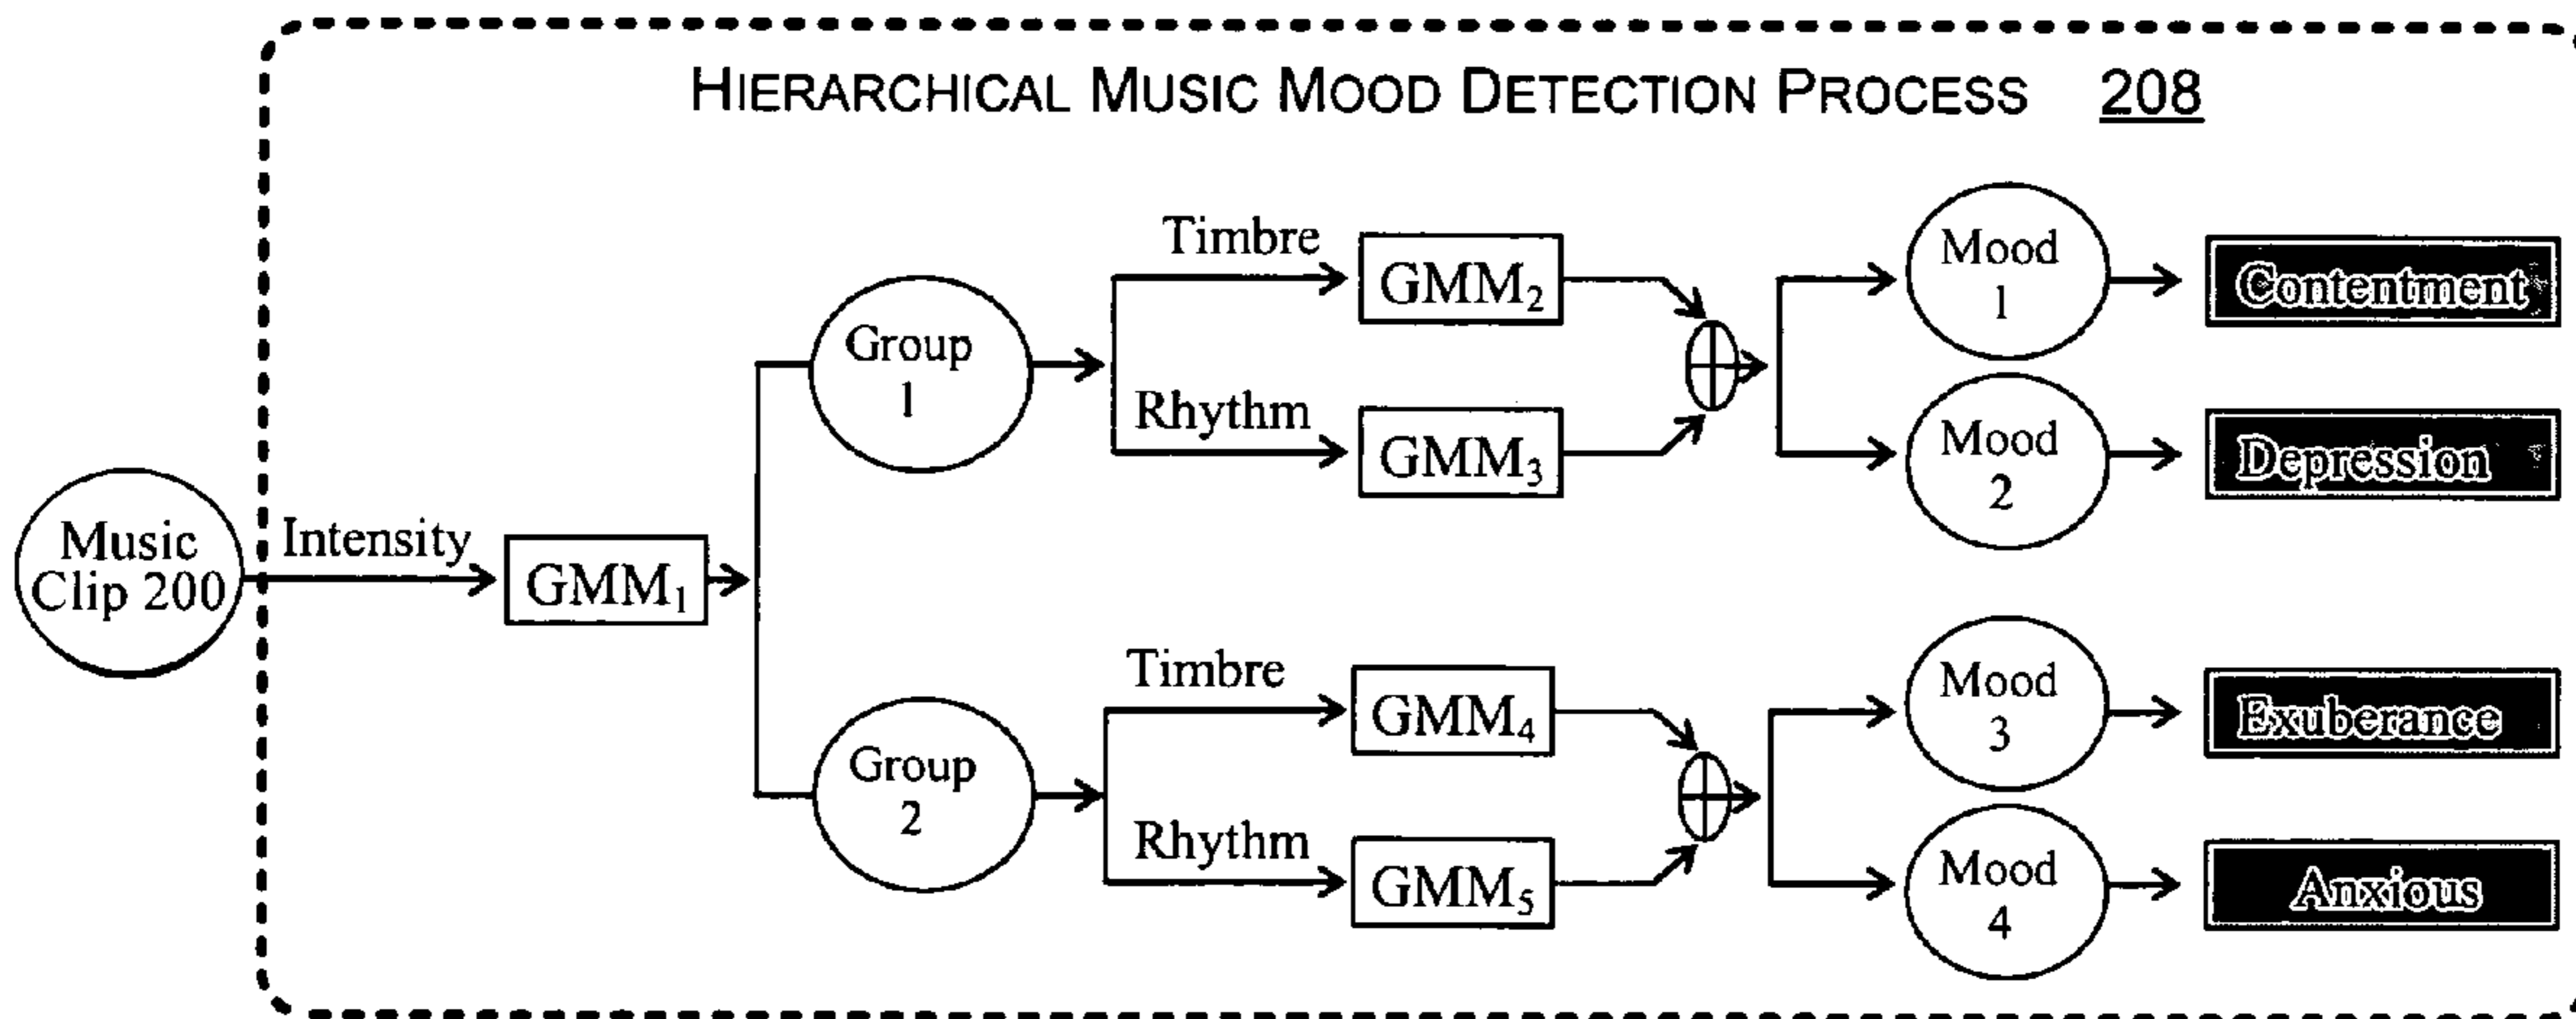 HIERARCHICAL MUSIC MOOD DETECTION PROCESS 208
Music
Clip 200
Intensity
GMM₁
Group
1
Timbre
GMM₂
Rhythm
GMM₃
Mood
1
Contentment
Mood
2
Depression
Group
2
Timbre
GMM₄
Rhythm
GMM₅
Mood
3
Exuberance
Mood
4
Anxious